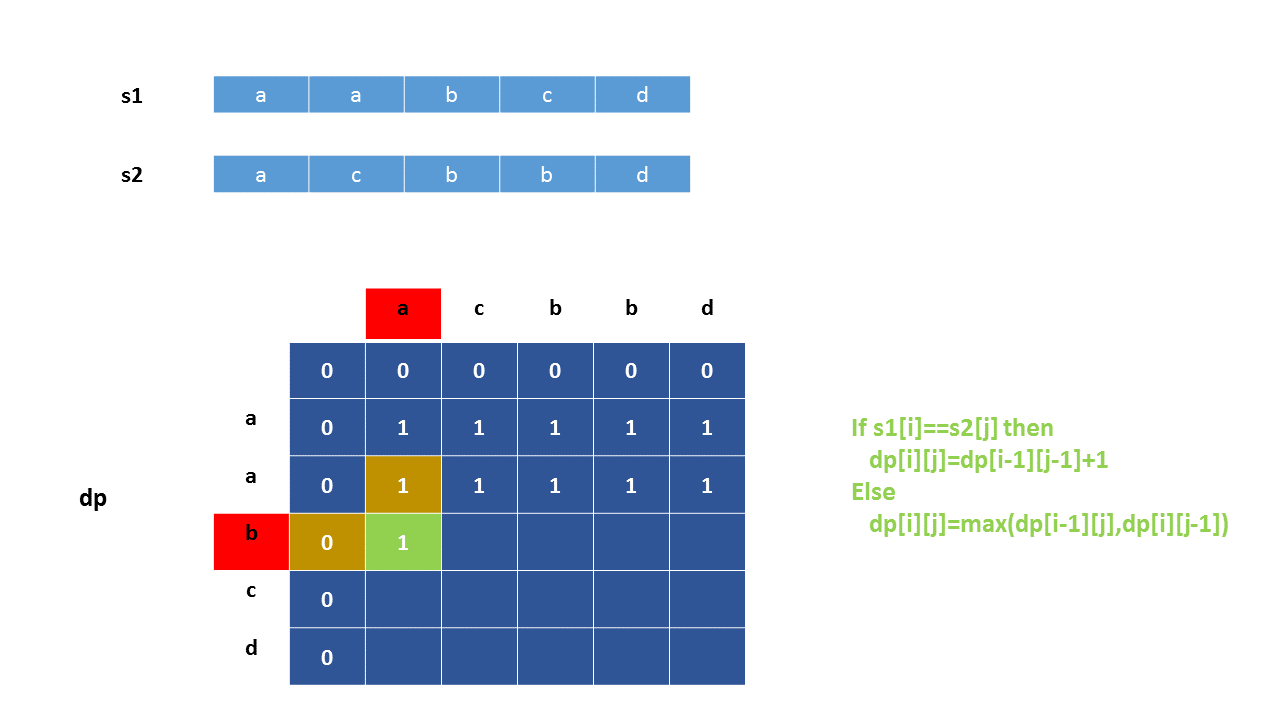 s1 a a b c d
s2 a c b b d
a c b b d
0 0 0 0 0 0
a 0 1 1 1 1 1
a 0 1 1 1 1 1
dp
b 0 1
c 0
d 0
If s1[i]==s2[j] then
dp[i][j]=dp[i-1][j-1]+1
Else
dp[i][j]=max(dp[i-1][j],dp[i][j-1])